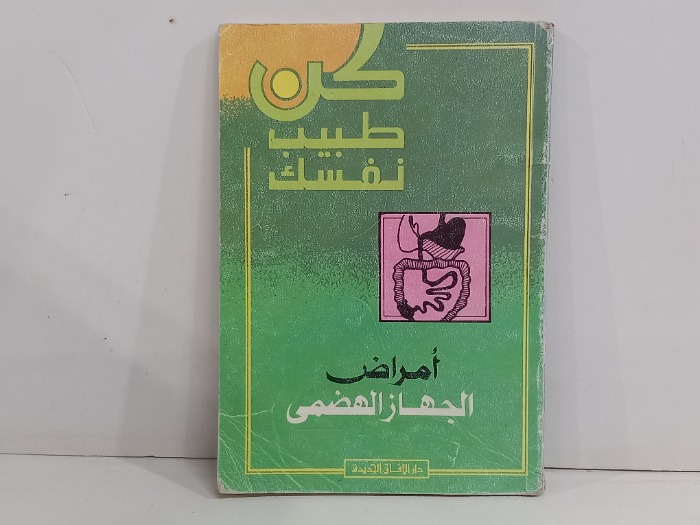 كن
طبيب
نفسك
أمراض
الجهاز الهضمى
دار الآفاق الجديدة